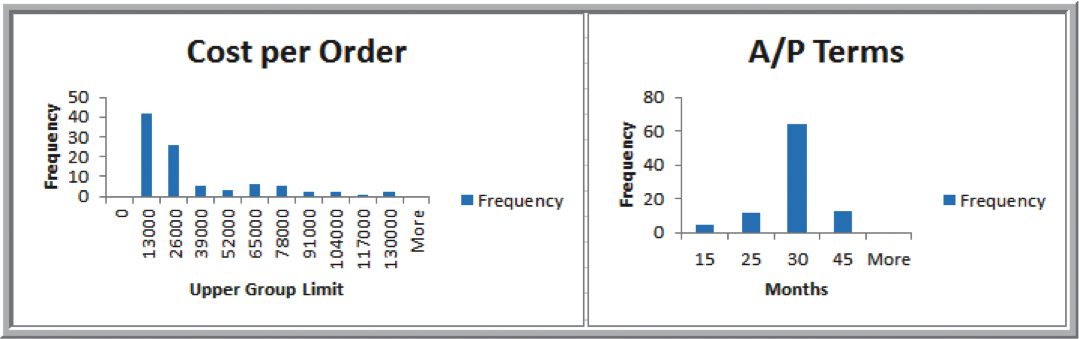 Cost per Order
Frequency
50
40
30
20
10
0
0
13000
26000
39000
52000
65000
78000
91000
104000
117000
130000
More
Upper Group Limit
Frequency
A/P Terms
Frequency
80
60
40
20
0
15 25 30 45 More
Months
Frequency